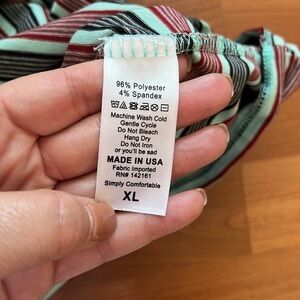 96% Polyester
4% Spandex
Machine Wash Cold
Gentle Cycle
Do Not Bleach
Hang Dry
Do Not Iron
or you'll be sad
MADE IN USA
Fabric Imported
RN# 142161
Simply Comfortable
XL